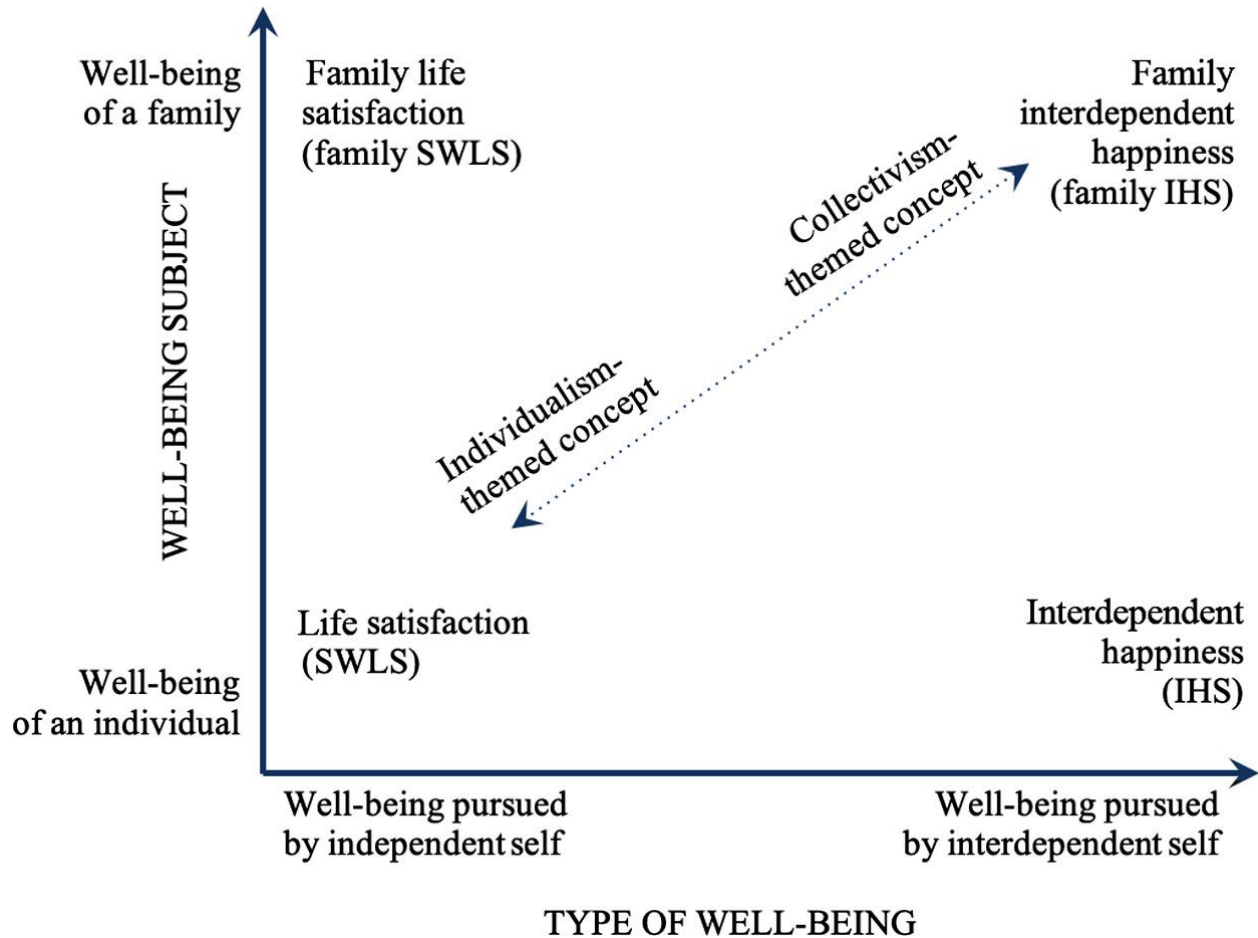 Well-being
of a family
Family life
satisfaction
(family SWLS)
Family
interdependent
happiness
(family IHS)
Collectivism-
themed concept
WELL-BEING SUBJECT
Individualism-
themed concept
Life satisfaction
(SWLS)
Interdependent
happiness
(IHS)
Well-being
of an individual
Well-being pursued
by independent self
Well-being pursued
by interdependent self
TYPE OF WELL-BEING